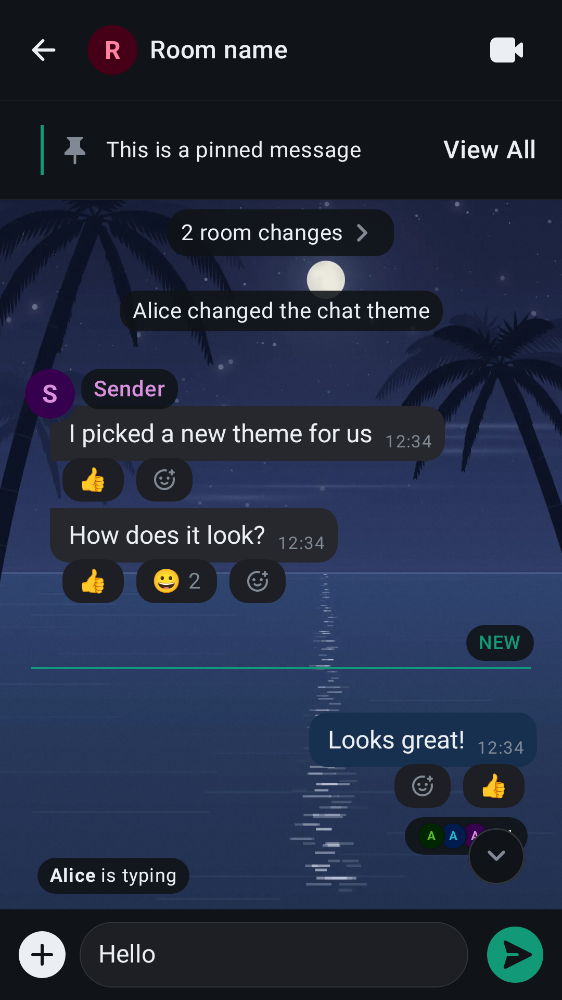 R Room name
This is a pinned message View All
2 room changes
Alice changed the chat theme
S Sender
I picked a new theme for us 12:34
How does it look? 12:34
2
NEW
Looks great! 12:34
A A A
Alice is typing
Hello